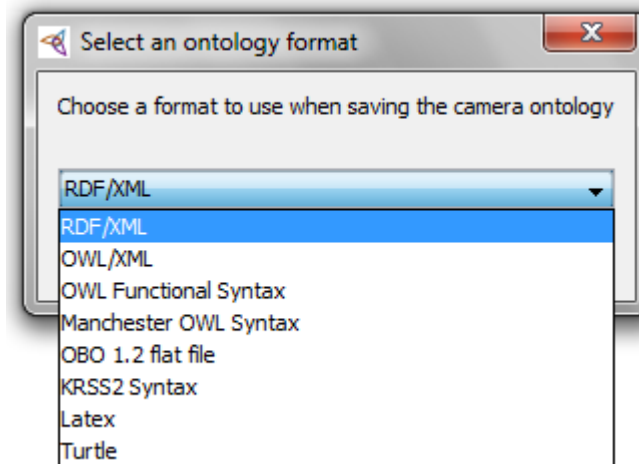 Select an ontology format
Choose a format to use when saving the camera ontology
RDF/XML
RDF/XML
OWL/XML
OWL Functional Syntax
Manchester OWL Syntax
OBO 1.2 flat file
KRSS2 Syntax
Latex
Turtle